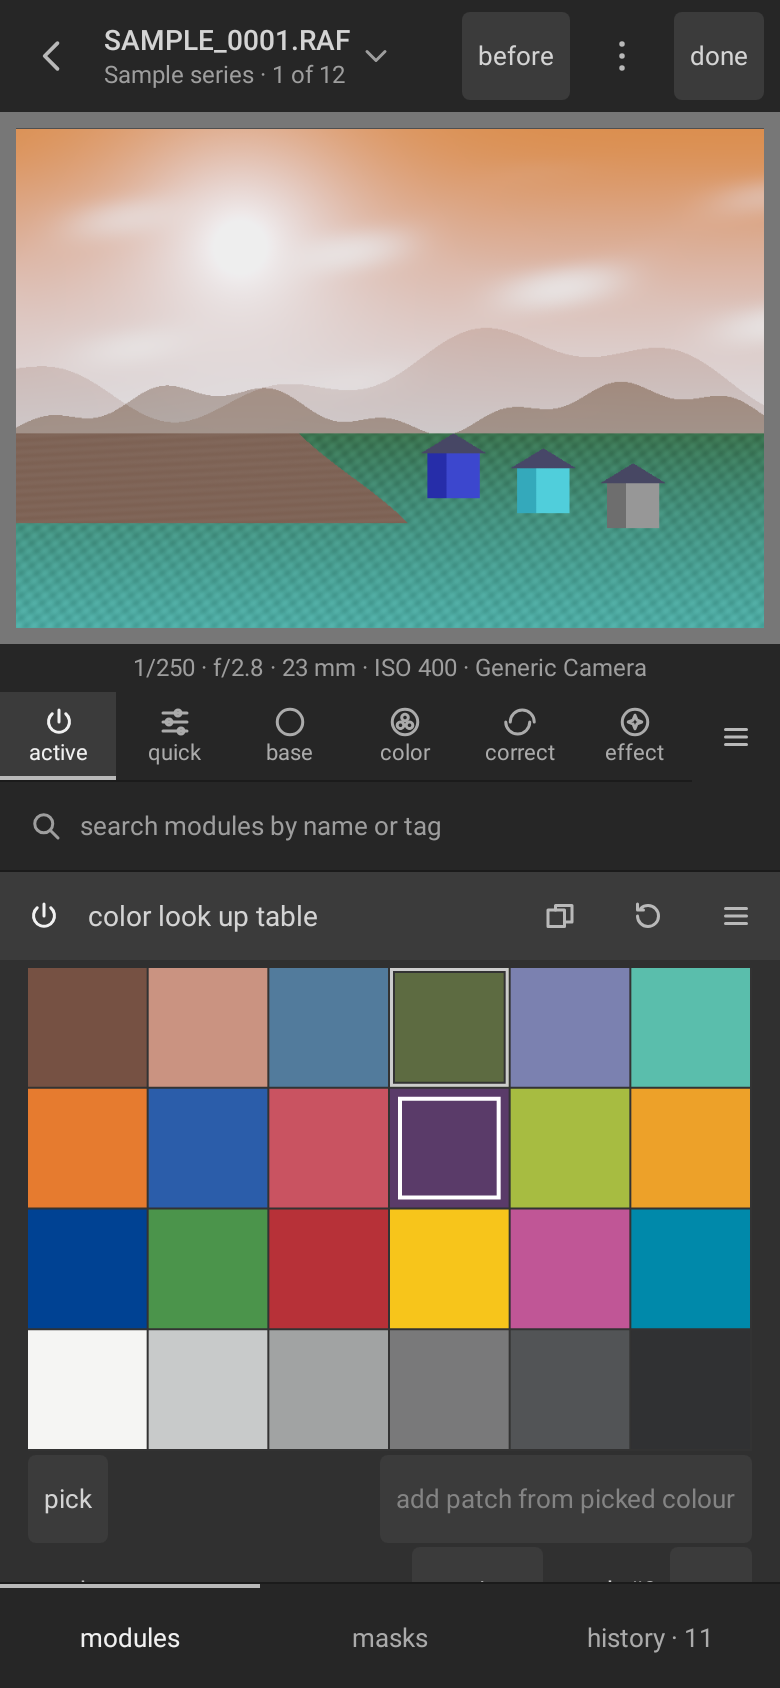 SAMPLE_0001.RAF
Sample series · 1 of 12
before
done
1/250 · f/2.8 · 23 mm · ISO 400 · Generic Camera
active
quick
base
color
correct
effect
search modules by name or tag
color look up table
pick
add patch from picked colour
modules
masks
history · 11